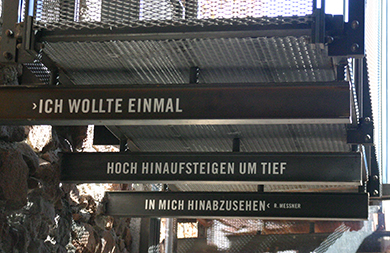 ›ICH WOLLTE EINMAL
HOCH HINAUFSTEIGEN UM TIEF
IN MICH HINABZUSEHEN‹ R. MESSNER